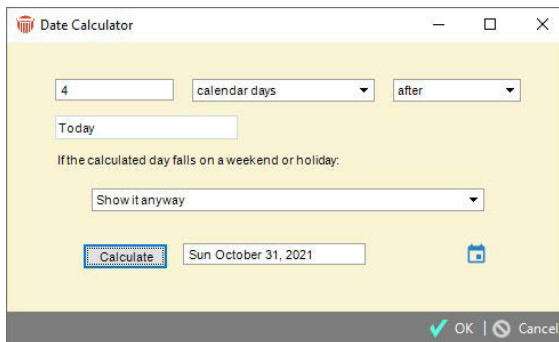 Date Calculator
4 calendar days after
Today
If the calculated day falls on a weekend or holiday:
Show it anyway
Calculate Sun October 31, 2021
OK | Cancel